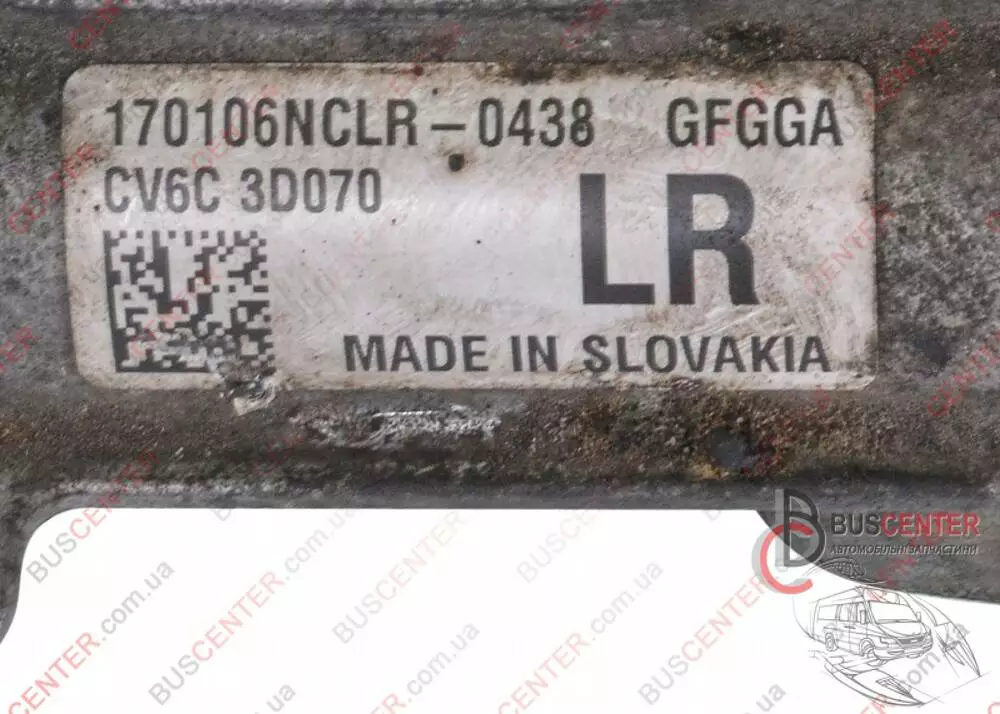 170106NCLR-0438 GFGGA
CV6C 3D070
LR
MADE IN SLOVAKIA
BUSCENTER
АВТОМОБІЛЬНІ ЗАПЧАСТИНИ
BUSCENTER.com.ua